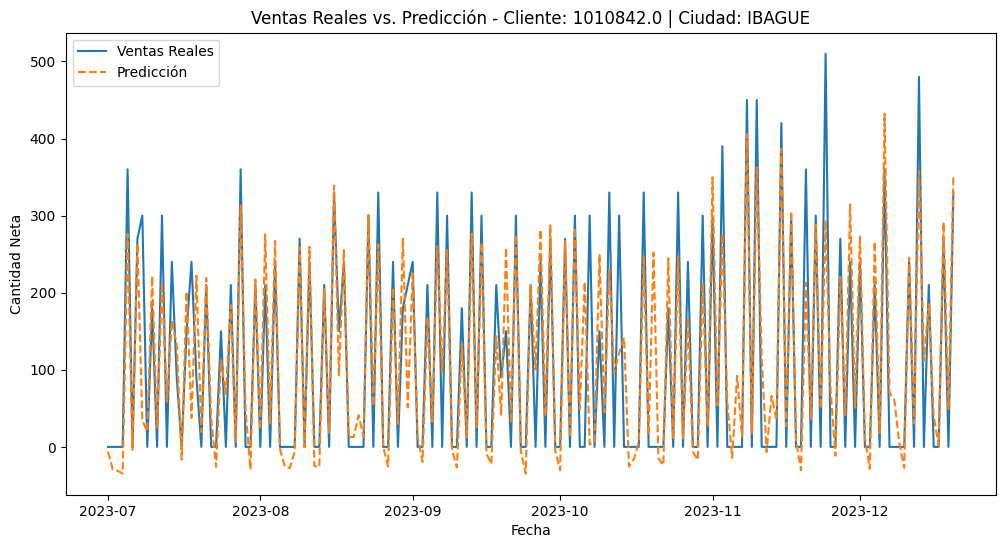 Ventas Reales vs. Predicción - Cliente: 1010842.0 | Ciudad: IBAGUE
Ventas Reales
Predicción
Cantidad Neta
500
400
300
200
100
0
2023-07
2023-08
2023-09
2023-10
2023-11
2023-12
Fecha